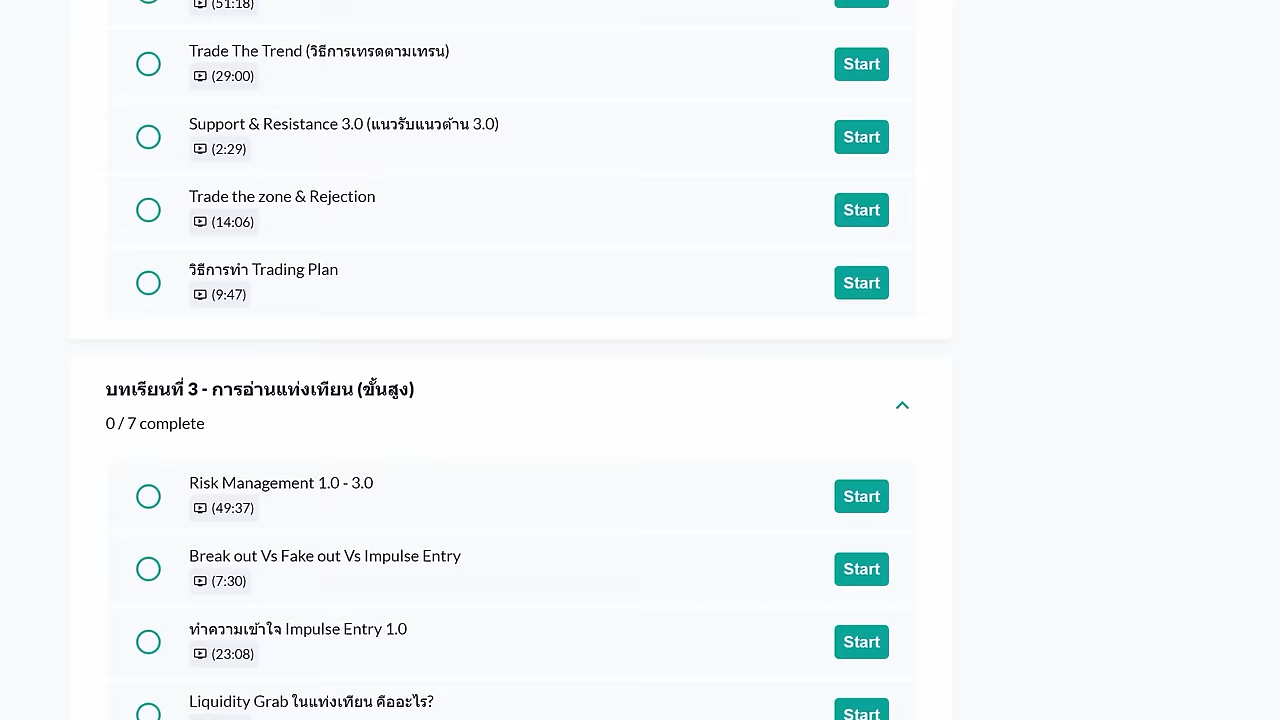 (51:18)
Trade The Trend (วิธีการเทรดตามเทรน)
(29:00)
Start
Support & Resistance 3.0 (แนวรับแนวต้าน 3.0)
(2:29)
Start
Trade the zone & Rejection
(14:06)
Start
วิธีการทำ Trading Plan
(9:47)
Start
บทเรียนที่ 3 - การอ่านแท่งเทียน (ขั้นสูง)
0 / 7 complete
Risk Management 1.0 - 3.0
(49:37)
Start
Break out Vs Fake out Vs Impulse Entry
(7:30)
Start
ทำความเข้าใจ Impulse Entry 1.0
(23:08)
Start
Liquidity Grab ในแท่งเทียน คืออะไร?
Start